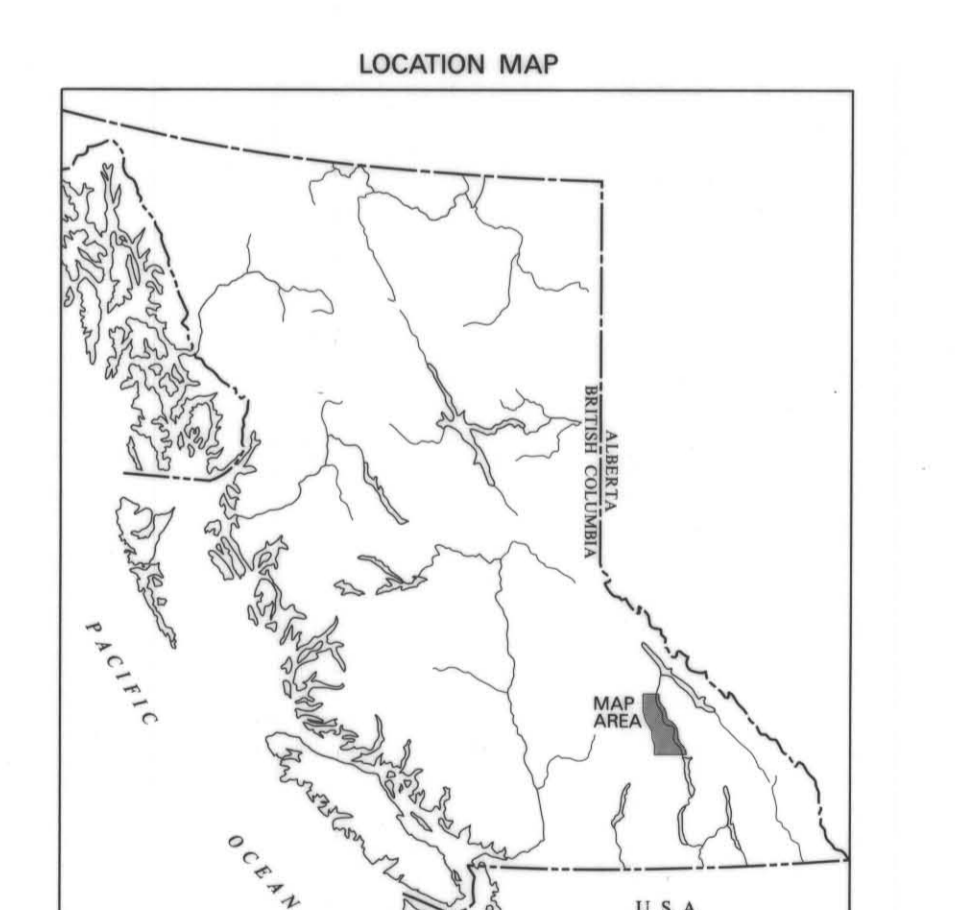 LOCATION MAP
ALBERTA
BRITISH COLUMBIA
PACIFIC
MAP
AREA
OCEAN
U.S.A.